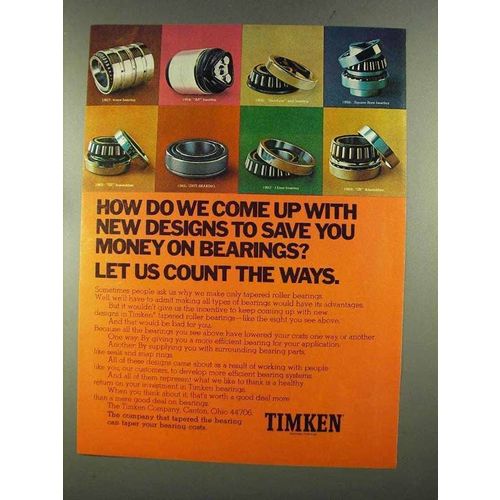 HOW DO WE COME UP WITH
NEW DESIGNS TO SAVE YOU
MONEY ON BEARINGS?
LET US COUNT THE WAYS.
Sometimes people ask us why we make only tapered roller bearings.
Well, we'll have to admit making all types of bearings would have its advantages.
But it wouldn't give us the incentive to keep coming up with new
designs in Timken® tapered roller bearings—like the eight you see above.
And that would be bad for you.
Because all the bearings you see above have lowered your costs one way or another.
One way: By giving you a more efficient bearing for your application.
Another: By supplying you with surrounding bearing parts,
like seals and snap rings.
All of these designs came about as a result of working with people
like you, our customers, to develop more efficient bearing systems.
And all of them represent what we like to think is a healthy
return on your investment in Timken bearings.
When you think about it, that's worth a good deal more
than a mere good deal on bearings.
The Timken Company, Canton, Ohio 44706.
The company that tapered the bearing
can taper your bearing costs.
TIMKEN